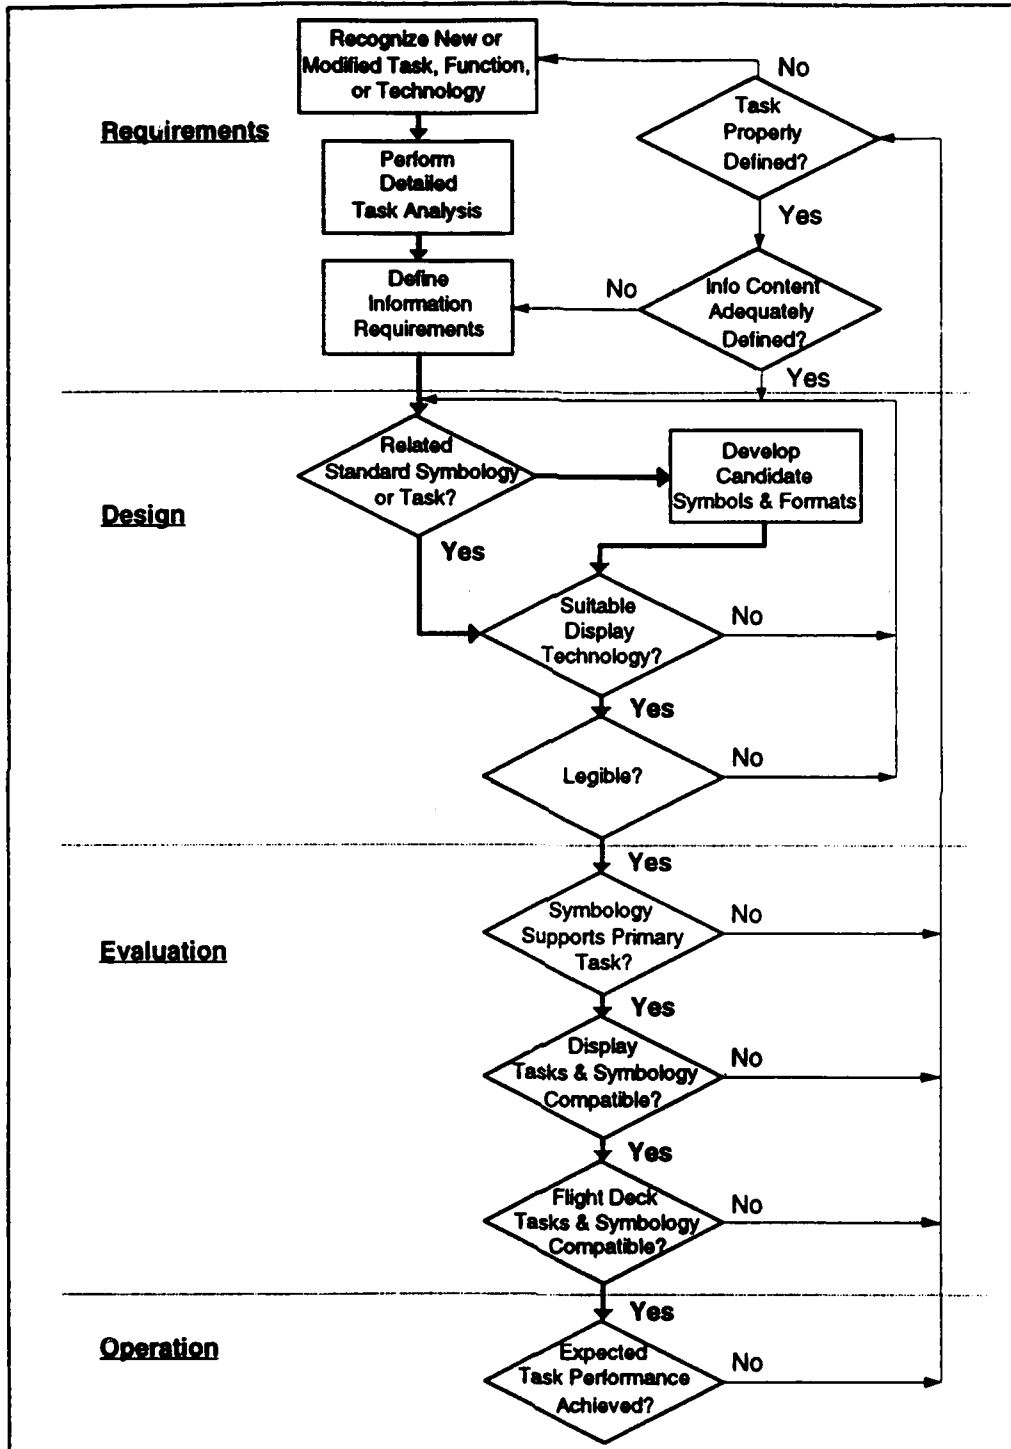 Recognize New or
Modified Task, Function,
or Technology
No
Task
Properly
Defined?
Requirements
Perform
Detailed
Task Analysis
Yes
Define
Information
Requirements
No
Info Content
Adequately
Defined?
Yes
Related
Standard Symbology
or Task?
Develop
Candidate
Symbols & Formats
Design
Yes
Suitable
Display
Technology?
No
Yes
Legible?
No
Yes
Symbology
Supports Primary
Task?
No
Evaluation
Yes
Display
Tasks & Symbology
Compatible?
No
Yes
Flight Deck
Tasks & Symbology
Compatible?
No
Yes
Operation
Expected
Task Performance
Achieved?
No